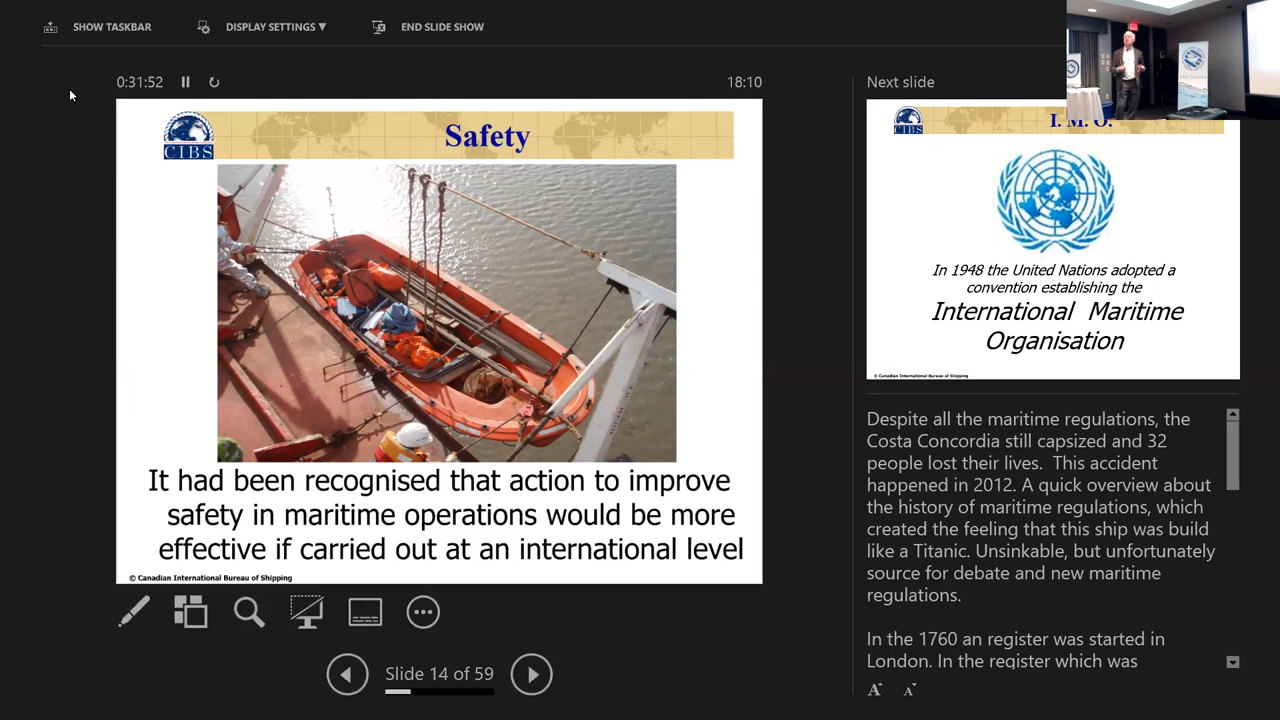 SHOW TASKBAR
DISPLAY SETTINGS ▼
END SLIDE SHOW
0:31:52
18:10
CIBS
Safety
It had been recognised that action to improve
safety in maritime operations would be more
effective if carried out at an international level
© Canadian International Bureau of Shipping
Slide 14 of 59
Next slide
CIBS
I. M. O.
In 1948 the United Nations adopted a
convention establishing the
International Maritime
Organisation
© Canadian International Bureau of Shipping
Despite all the maritime regulations, the
Costa Concordia still capsized and 32
people lost their lives. This accident
happened in 2012. A quick overview about
the history of maritime regulations, which
created the feeling that this ship was build
like a Titanic. Unsinkable, but unfortunately
source for debate and new maritime
regulations.
In the 1760 an register was started in
London. In the register which was
A A